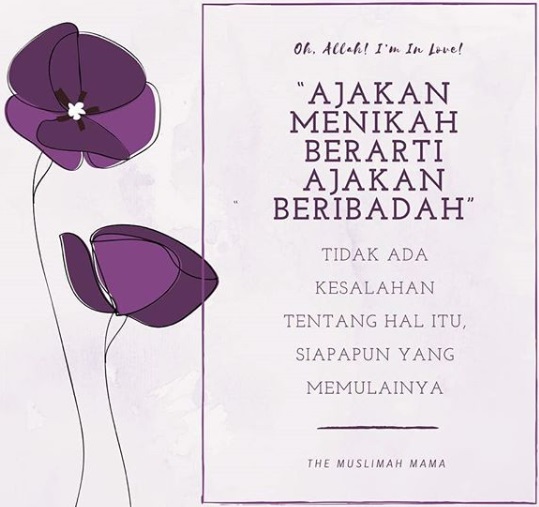 Oh, Allah! I'm In Love!
"AJAKAN
MENIKAH
BERARTI
AJAKAN
" BERIBADAH"
TIDAK ADA
KESALAHAN
TENTANG HAL ITU,
SIAPAPUN YANG
MEMULAINYA
THE MUSLIMAH MAMA